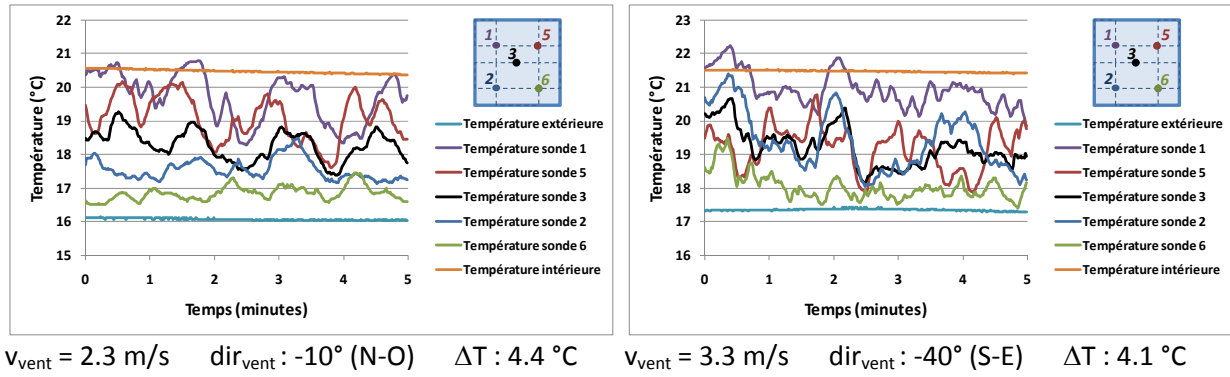 22
21
20
19
18
17
16
15
Température (°C)
0 1 2 3 4 5
Temps (minutes)
1 5
3
2 6
Température extérieure
Température sonde 1
Température sonde 5
Température sonde 3
Température sonde 2
Température sonde 6
Température intérieure
23
22
21
20
19
18
17
16
Température (°C)
0 1 2 3 4 5
Temps (minutes)
1 5
3
2 6
Température extérieure
Température sonde 1
Température sonde 5
Température sonde 3
Température sonde 2
Température sonde 6
Température intérieure
vvent = 2.3 m/s dirvent : -10° (N-O) ΔT : 4.4 °C
vvent = 3.3 m/s dirvent : -40° (S-E) ΔT : 4.1 °C